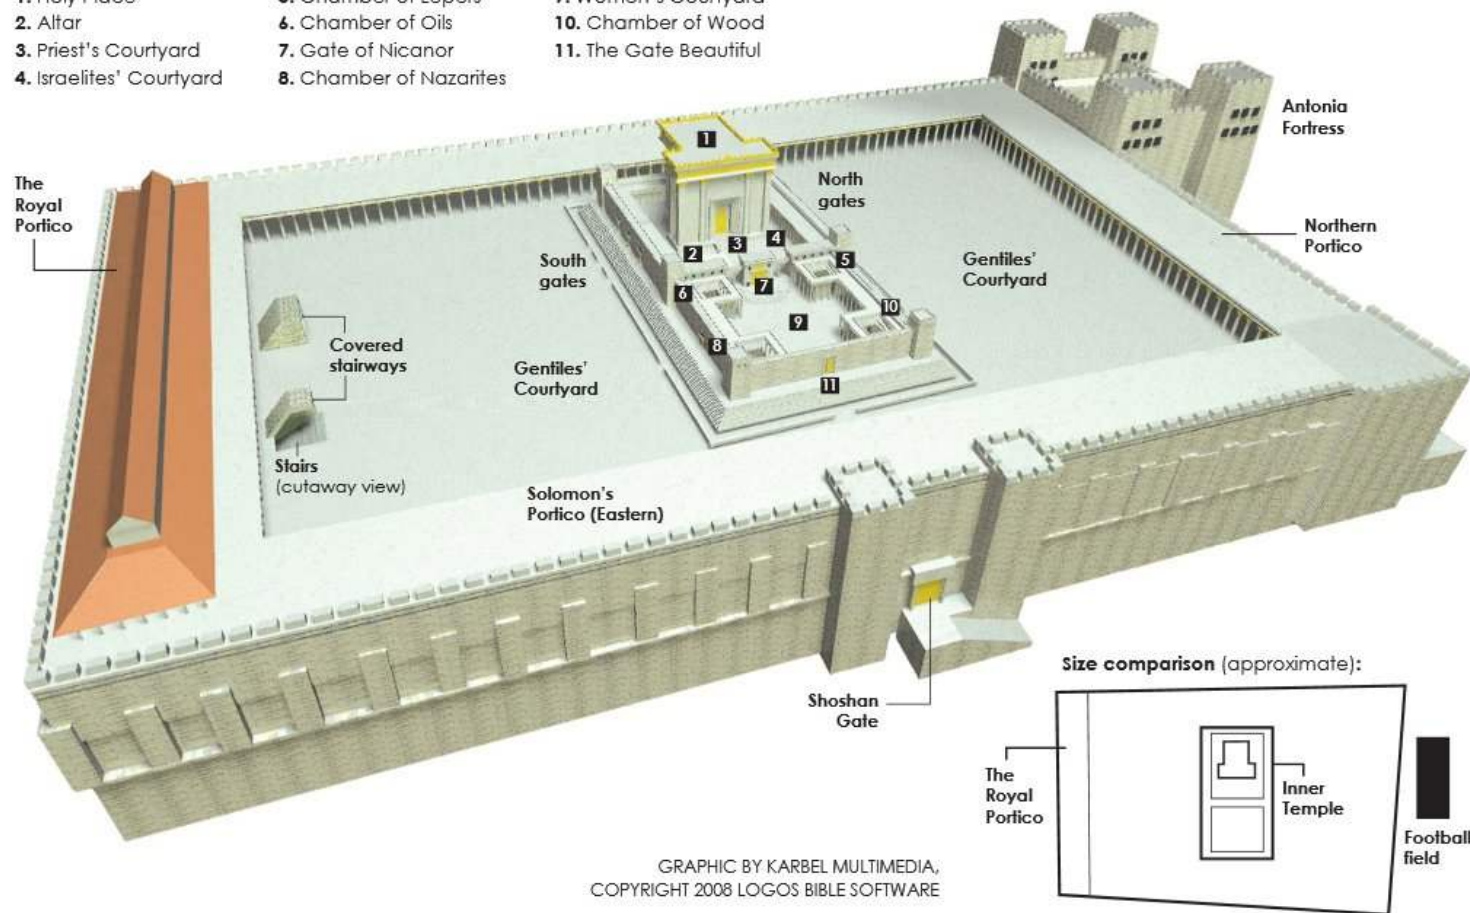 2. Altar
3. Priest's Courtyard
4. Israelites' Courtyard
6. Chamber of Oils
7. Gate of Nicanor
8. Chamber of Nazarites
10. Chamber of Wood
11. The Gate Beautiful
Antonia
Fortress
The
Royal
Portico
North
gates
Northern
Portico
South
gates
Gentiles'
Courtyard
Covered
stairways
Gentiles'
Courtyard
Stairs
(cutaway view)
Solomon's
Portico (Eastern)
1
2
3
4
5
6
7
8
9
10
11
Shoshan
Gate
Size comparison (approximate):
The
Royal
Portico
Inner
Temple
Football
field
GRAPHIC BY KARBEL MULTIMEDIA,
COPYRIGHT 2008 LOGOS BIBLE SOFTWARE